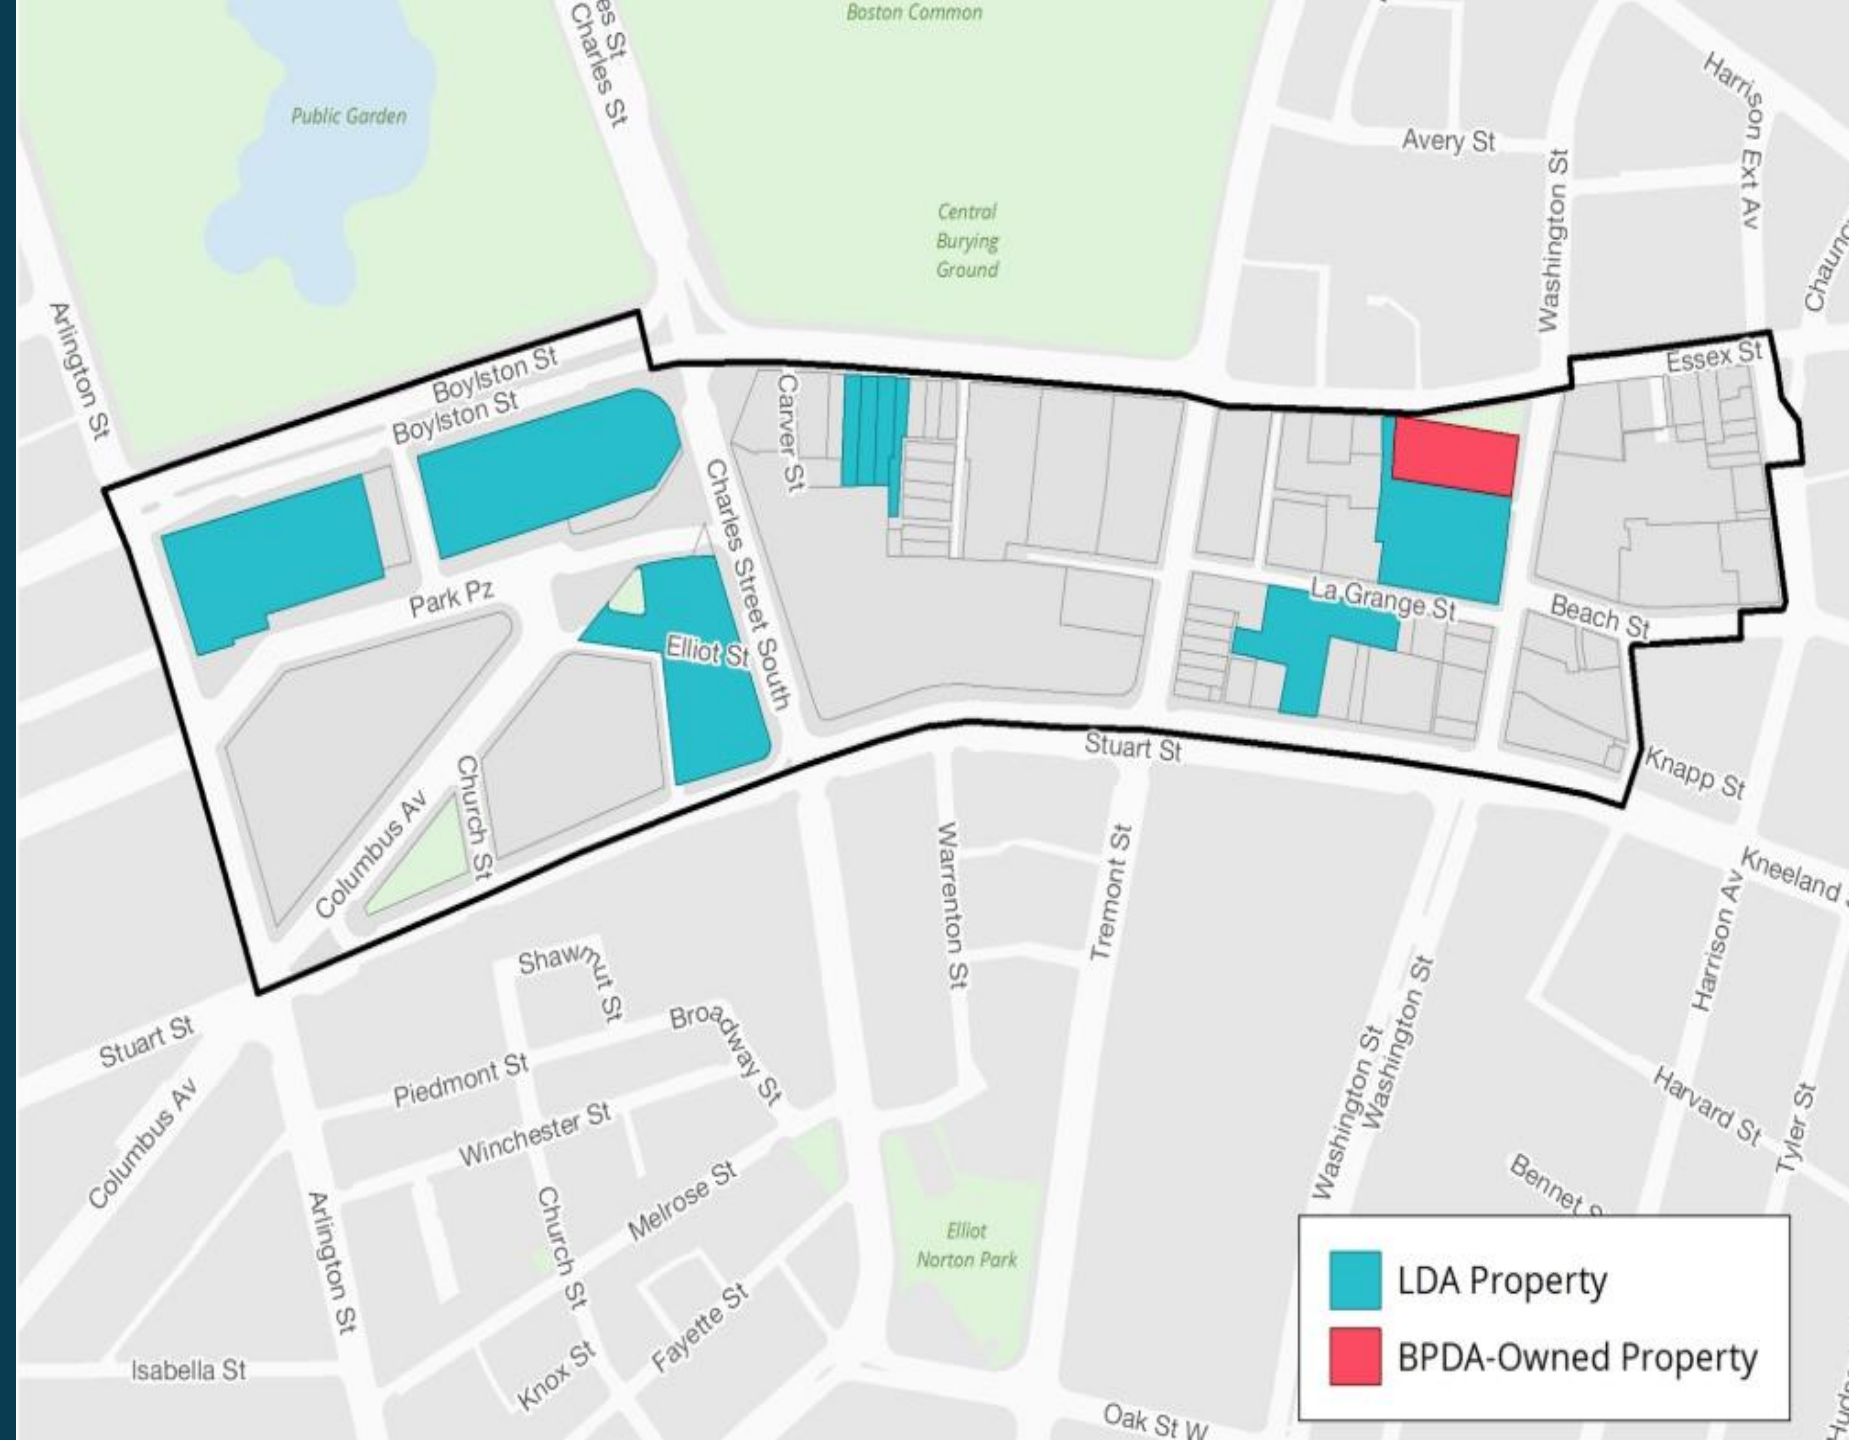 Boston Common
es St
Charles St
Public Garden
Harrison Ext Av
Avery St
Washington St
Central
Burying
Ground
Arlington St
Boylston St
Boylston St
Essex St
Carver St
Charles Street South
Park Pz
La Grange St
Beach St
Elliot St
Stuart St
Knapp St
Church St
Columbus Av
Warrenton St
Tremont St
Kneeland
Harrison Av
Shawmut St
Broadway St
Stuart St
Piedmont St
Washington St
Washington St
Columbus Av
Winchester St
Harvard St
Tyler St
Melrose St
Bennet S
Arlington St
Church St
Elliot
Norton Park
Fayette St
Knox St
Isabella St
Oak St W
LDA Property
BPDA-Owned Property